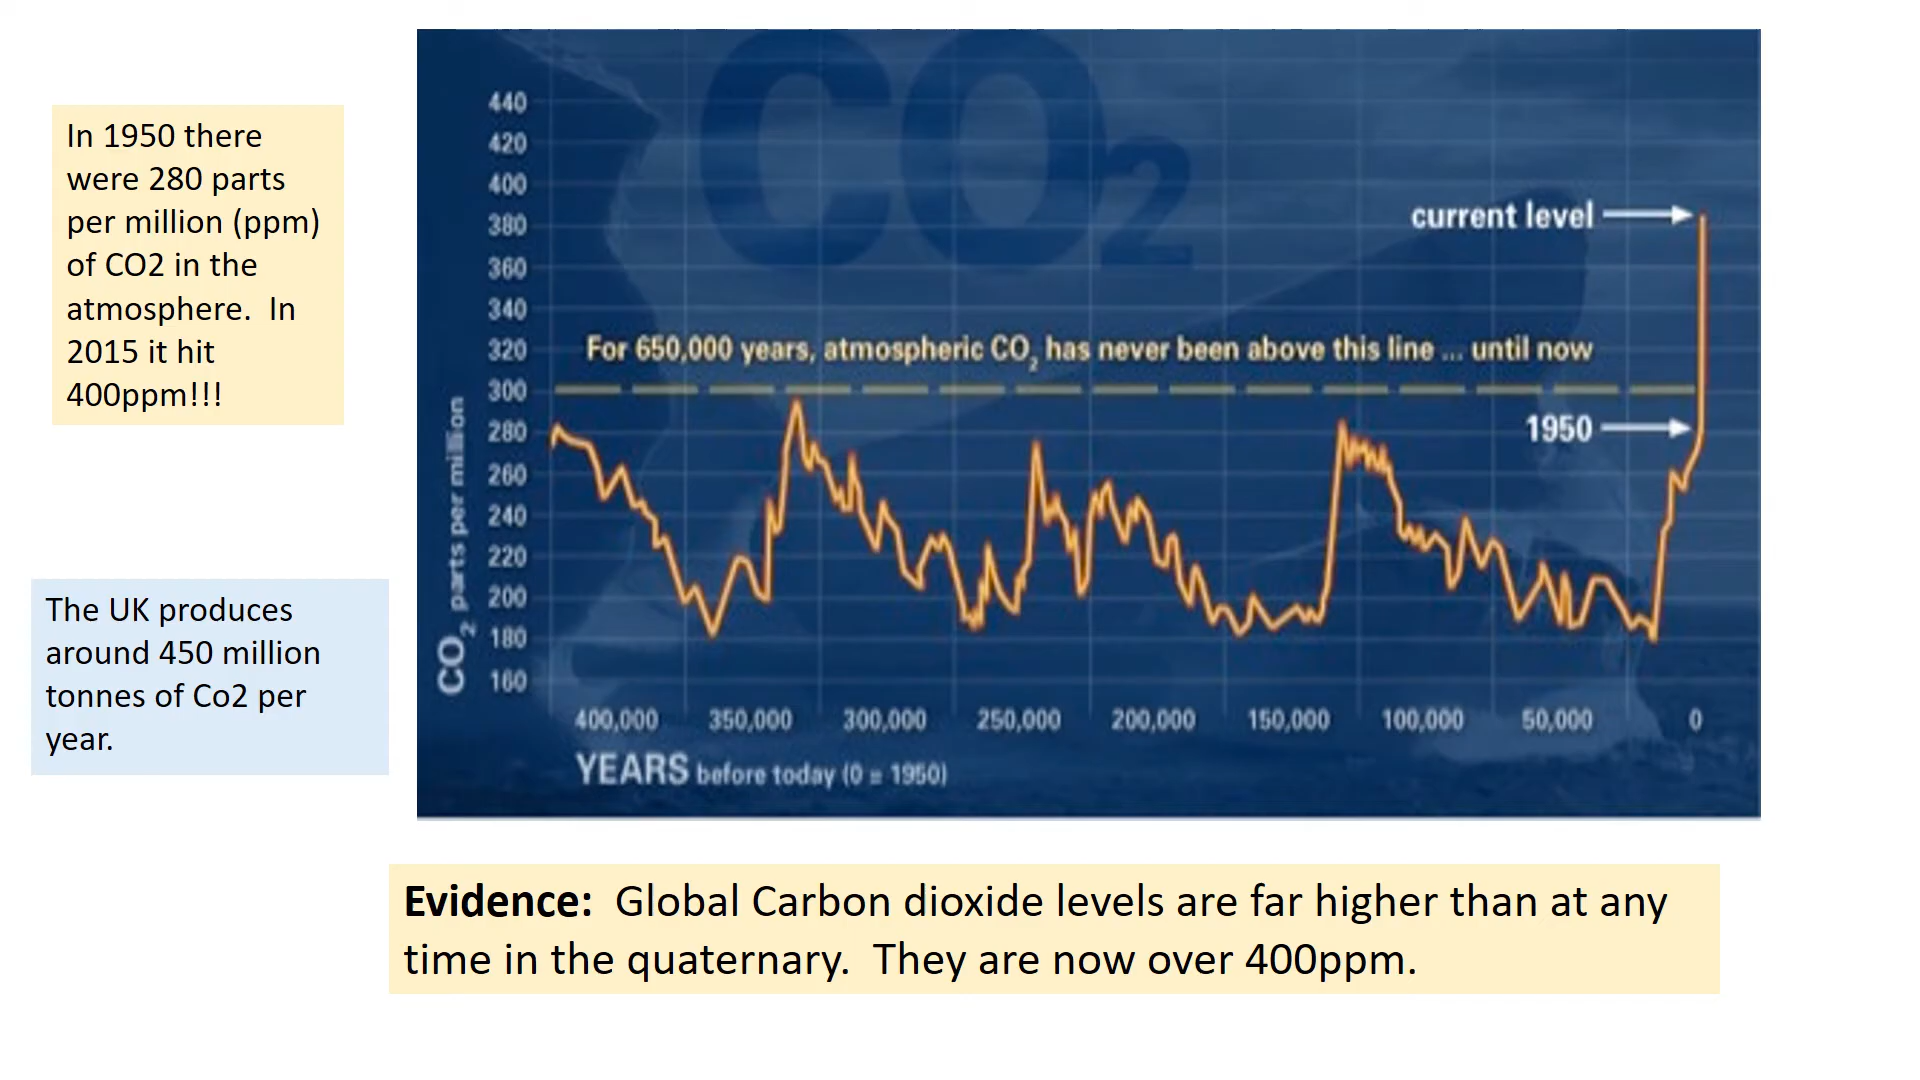 In 1950 there
were 280 parts
per million (ppm)
of CO2 in the
atmosphere.  In
2015 it hit
400ppm!!!
The UK produces
around 450 million
tonnes of Co2 per
year.
CO2
440
420
400
380
360
340
320
300
280
260
240
220
200
180
160
CO2 parts per million
current level
For 650,000 years, atmospheric CO2 has never been above this line ... until now
1950
400,000 350,000 300,000 250,000 200,000 150,000 100,000 50,000 0
YEARS before today (0 = 1950)
Evidence:  Global Carbon dioxide levels are far higher than at any
time in the quaternary.  They are now over 400ppm.